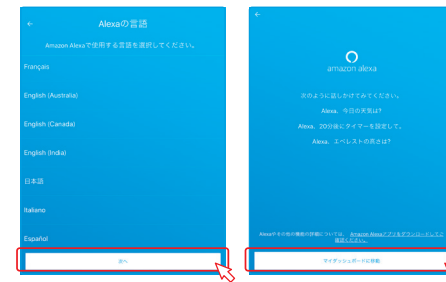 Alexaの言語
Amazon Alexaで使用する言語を選択してください。
Français
English (Australia)
English (Canada)
English (India)
日本語
Italiano
Español
次へ
amazon alexa
次のように話しかけてみてください。
Alexa、今日の天気は?
Alexa、20分後にタイマーを設定して。
Alexa、エベレストの高さは?
Alexaやその他の機能の詳細については、Amazon Alexaアプリをダウンロードしてご
確認ください。
マイダッシュボードに移動